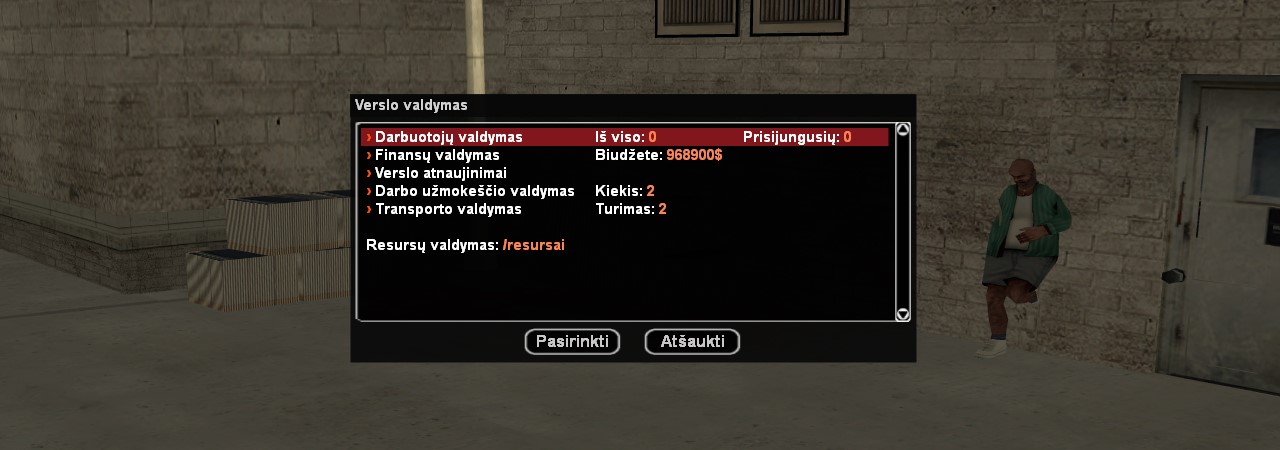 Verslo valdymas
› Darbuotojų valdymas Iš viso: 0 Prisijungusių: 0
› Finansų valdymas Biudžete: 968900$
› Verslo atnaujinimai
› Darbo užmokeščio valdymas Kiekis: 2
› Transporto valdymas Turimas: 2
Resursų valdymas: /resursai
Pasirinkti Atšaukti